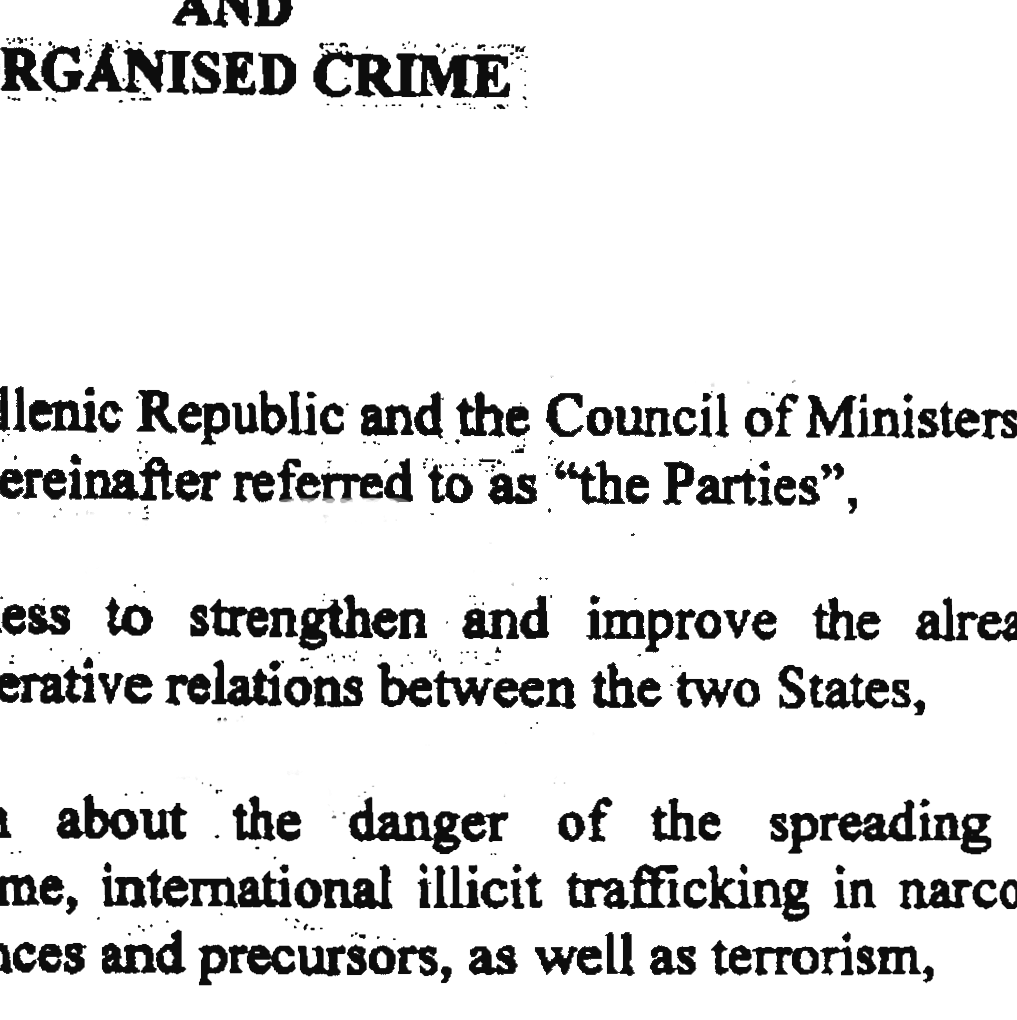 AND
RGANISED CRIME
llenic Republic and the Council of Ministers
ereinafter referred to as “the Parties”,
ess to strengthen and improve the alrea
erative relations between the two States,
about the danger of the spreading
me, international illicit trafficking in narco
nces and precursors, as well as terrorism,